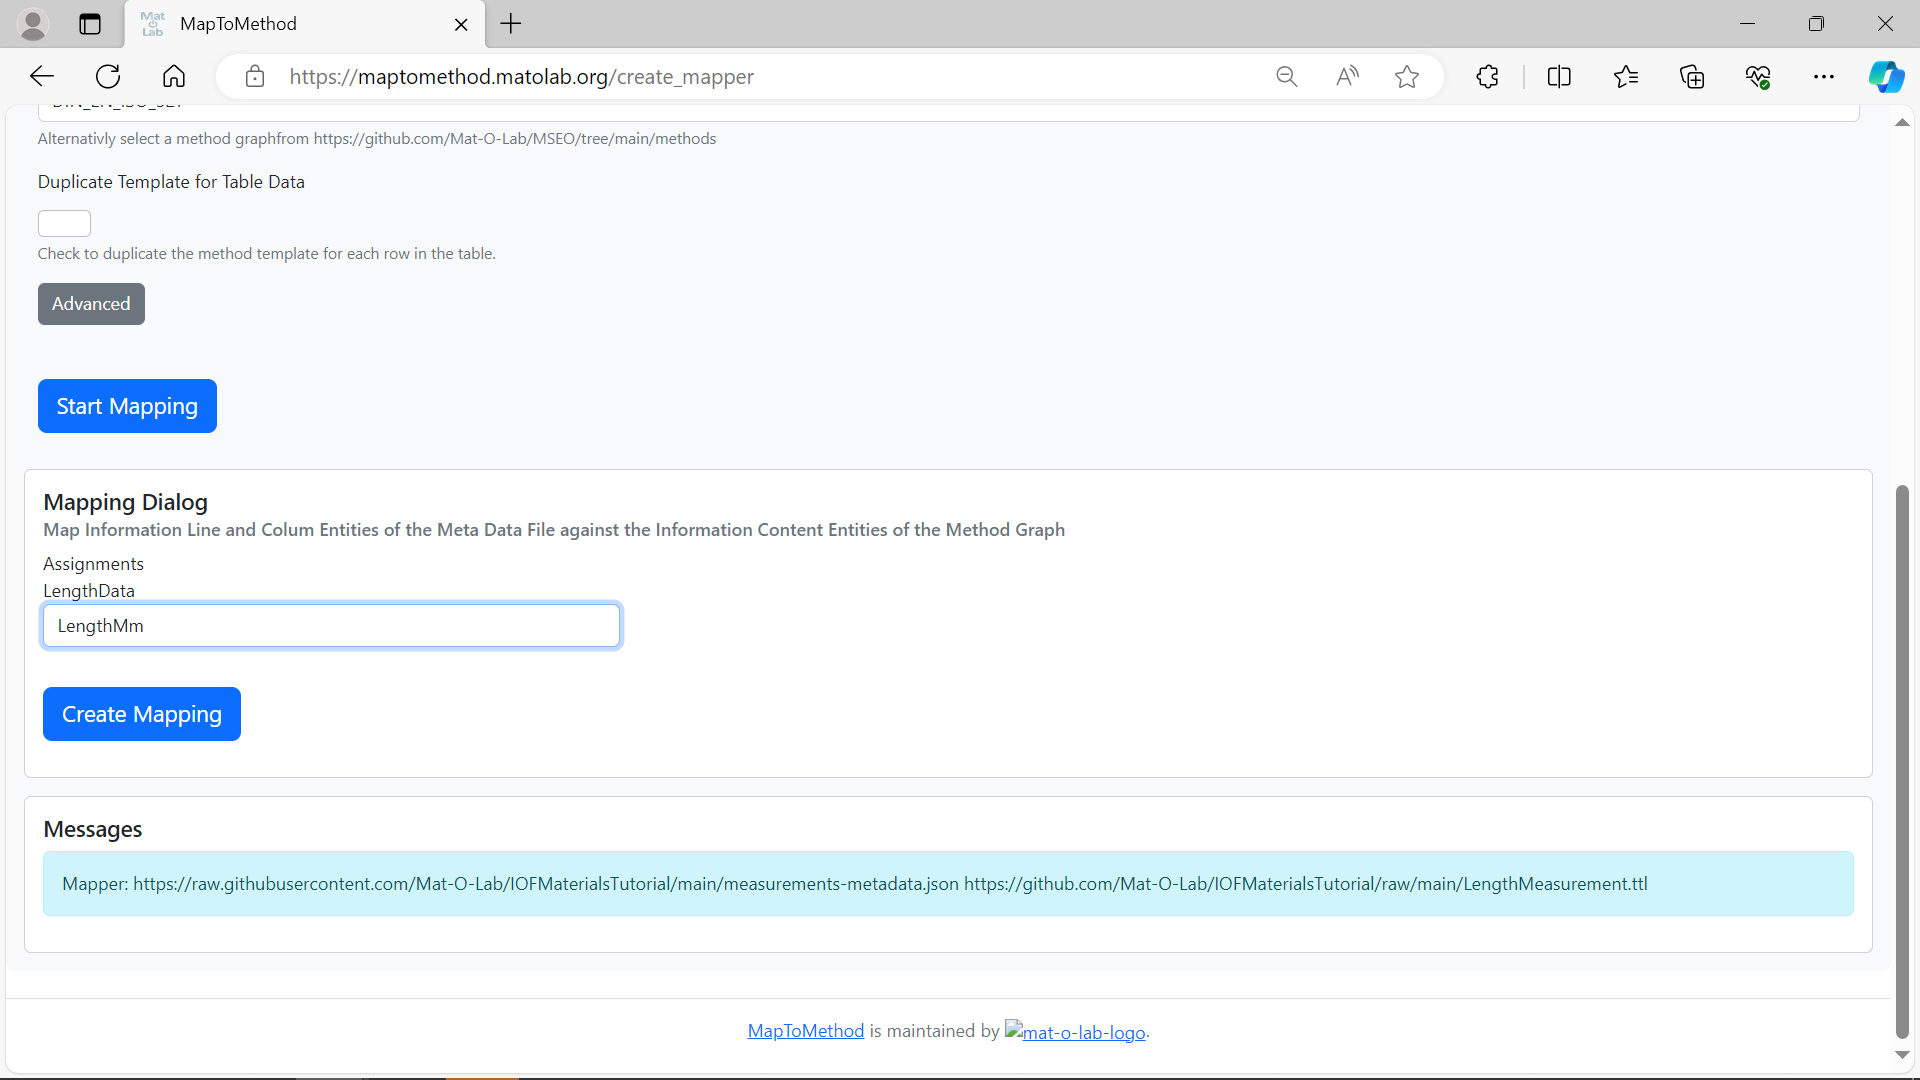 Mat
Lab
MapToMethod
https://maptomethod.matolab.org/create_mapper
Alternativly select a method graphfrom https://github.com/Mat-O-Lab/MSEO/tree/main/methods
Duplicate Template for Table Data
Check to duplicate the method template for each row in the table.
Advanced
Start Mapping
Mapping Dialog
Map Information Line and Colum Entities of the Meta Data File against the Information Content Entities of the Method Graph
Assignments
LengthData
LengthMm
Create Mapping
Messages
Mapper: https://raw.githubusercontent.com/Mat-O-Lab/IOFMaterialsTutorial/main/measurements-metadata.json https://github.com/Mat-O-Lab/IOFMaterialsTutorial/raw/main/LengthMeasurement.ttl
MapToMethod is maintained by mat-o-lab-logo.